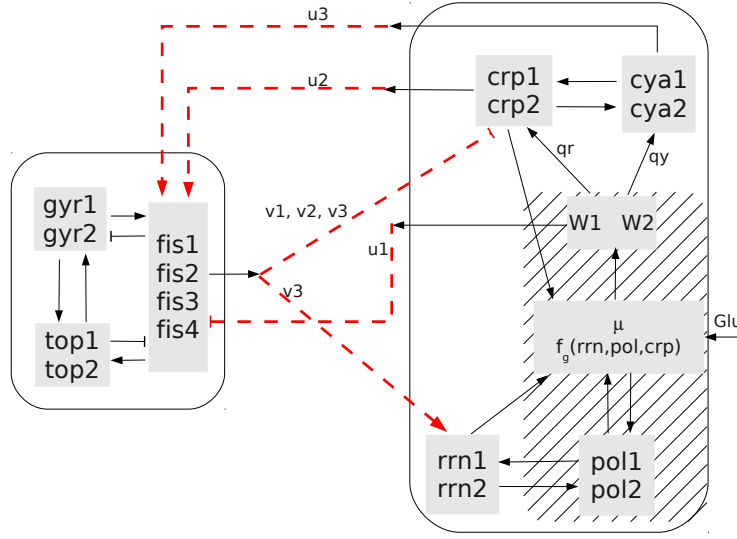 u3
u2
crp1
crp2
cya1
cya2
qr
qy
gyr1
gyr2
fis1
fis2
fis3
fis4
v1, v2, v3
W1 W2
u1
v3
top1
top2
μ
f_g(rrn,pol,crp)
Glu
rrn1
rrn2
pol1
pol2